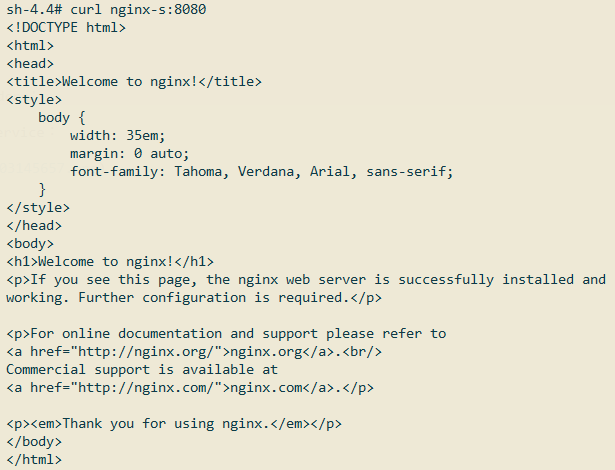 sh-4.4# curl nginx-s:8080
<!DOCTYPE html>
<html>
<head>
<title>Welcome to nginx!</title>
<style>
    body {
        width: 35em;
        margin: 0 auto;
        font-family: Tahoma, Verdana, Arial, sans-serif;
    }
</style>
</head>
<body>
<h1>Welcome to nginx!</h1>
<p>If you see this page, the nginx web server is successfully installed and
working. Further configuration is required.</p>

<p>For online documentation and support please refer to
<a href="http://nginx.org/">nginx.org</a>.<br/>
Commercial support is available at
<a href="http://nginx.com/">nginx.com</a>.</p>

<p><em>Thank you for using nginx.</em></p>
</body>
</html>